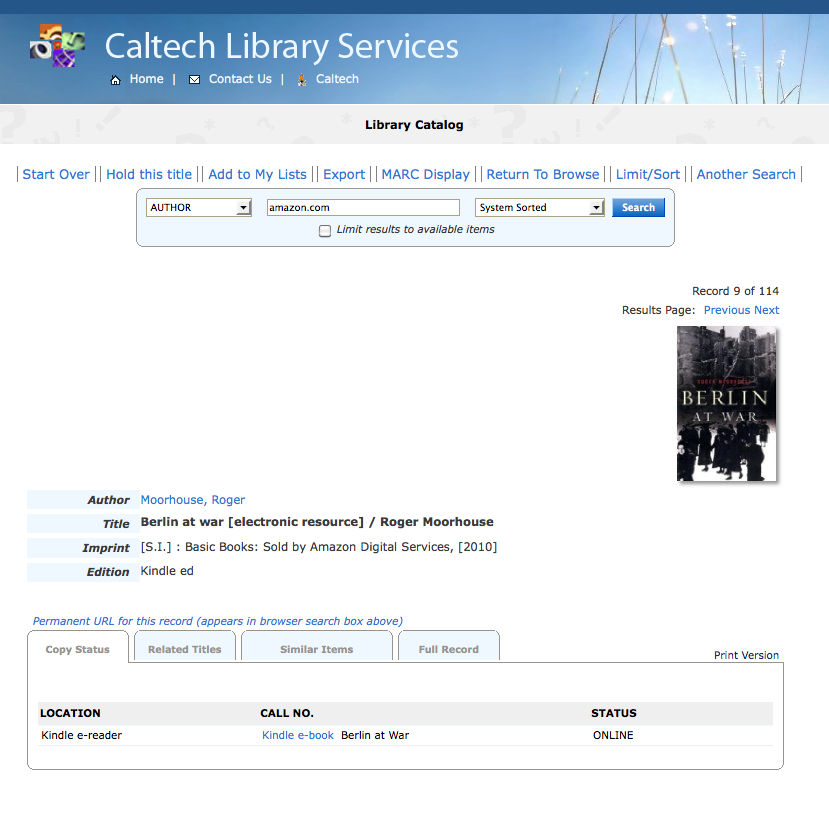 Caltech Library Services
Home | Contact Us | Caltech
Library Catalog
| Start Over || Hold this title || Add to My Lists || Export || MARC Display || Return To Browse || Limit/Sort || Another Search |
AUTHOR amazon.com System Sorted Search
Limit results to available items
Record 9 of 114
Results Page: Previous Next
ROGER MOORHOUSE
BERLIN
AT WAR
Author Moorhouse, Roger
Title Berlin at war [electronic resource] / Roger Moorhouse
Imprint [S.I.] : Basic Books: Sold by Amazon Digital Services, [2010]
Edition Kindle ed
Permanent URL for this record (appears in browser search box above)
Copy Status Related Titles Similar Items Full Record
Print Version
LOCATION CALL NO. STATUS
Kindle e-reader Kindle e-book Berlin at War ONLINE